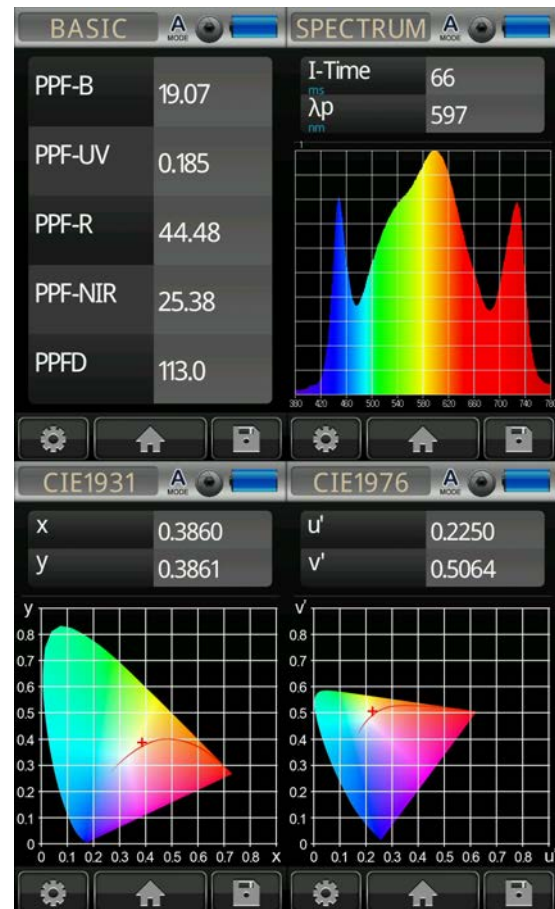 BASIC A MODE
PPF-B 19.07
PPF-UV 0.185
PPF-R 44.48
PPF-NIR 25.38
PPFD 113.0
SPECTRUM A MODE
I-Time ms 66
λp nm 597
1
380 420 460 500 540 580 620 660 700 740 780
CIE1931 A MODE
x 0.3860
y 0.3861
y
0.8
0.7
0.6
0.5
0.4
0.3
0.2
0.1
0
0 0.1 0.2 0.3 0.4 0.5 0.6 0.7 0.8 x
CIE1976 A MODE
u' 0.2250
v' 0.5064
v'
0.8
0.7
0.6
0.5
0.4
0.3
0.2
0.1
0
0 0.1 0.2 0.3 0.4 0.5 0.6 0.7 0.8 u'